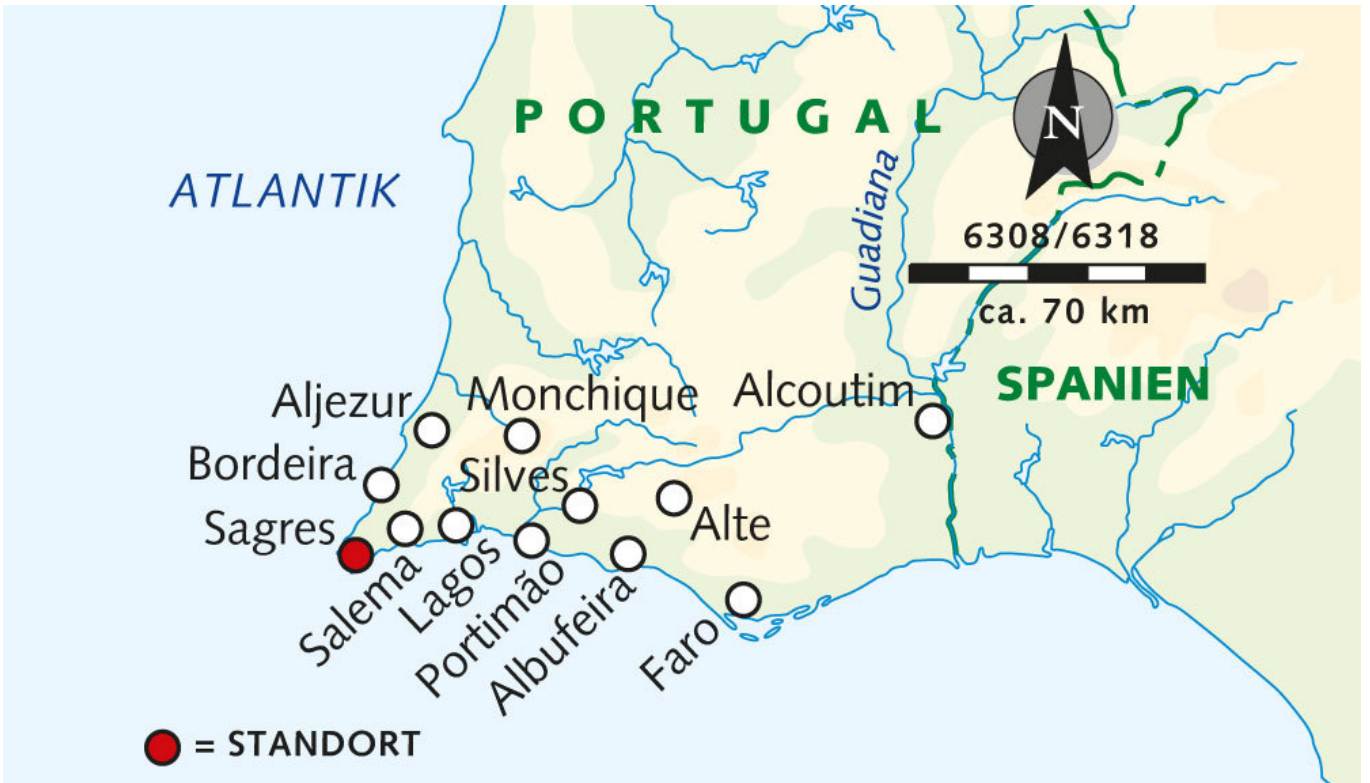 PORTUGAL
N
ATLANTIK
Guadiana
6308/6318
ca. 70 km
SPANIEN
Aljezur
Monchique
Alcoutim
Bordeira
Silves
Sagres
Alte
Salema
Lagos
Portimão
Albufeira
Faro
= STANDORT